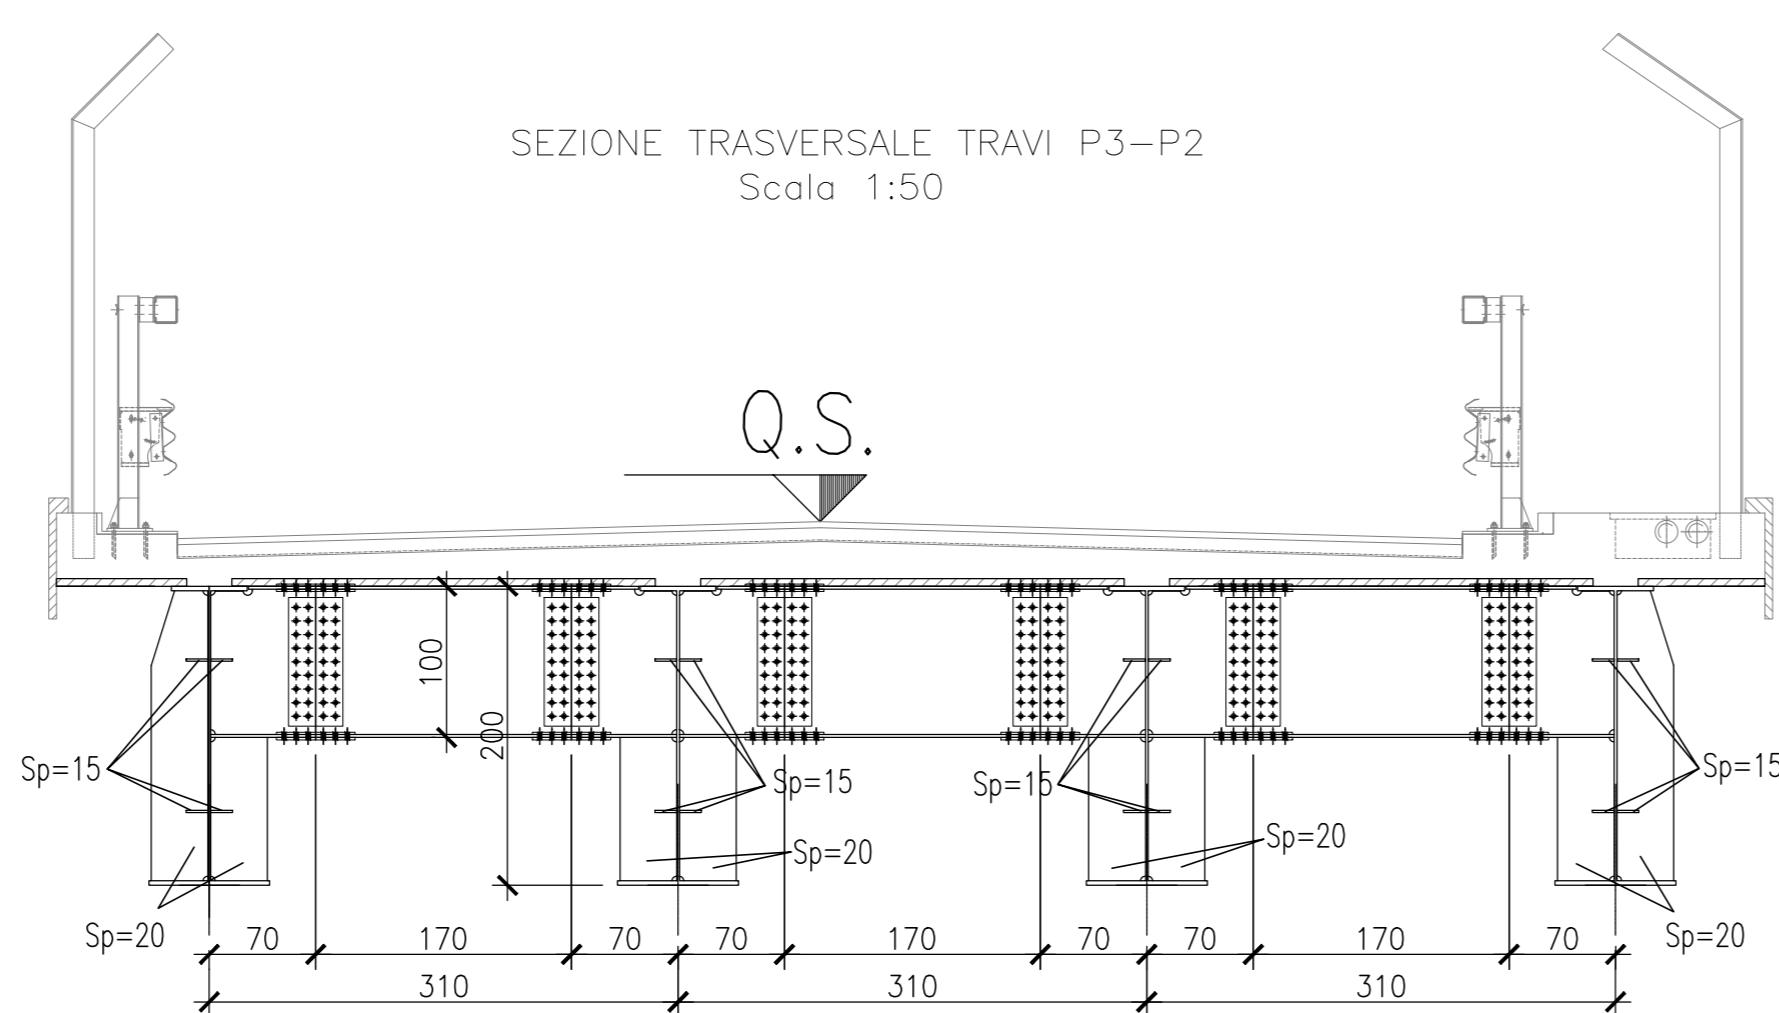 SEZIONE TRASVERSALE TRAVI P3-P2
Scala 1:50
Q.S.
100
200
Sp=15
Sp=15
Sp=15
Sp=15
Sp=20
Sp=20
Sp=20
Sp=20
70 170 70 70 170 70 70 170 70
310 310 310